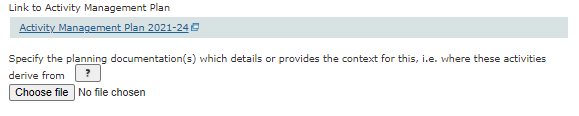 Link to Activity Management Plan
Activity Management Plan 2021-24
Specify the planning documentation(s) which details or provides the context for this, i.e. where these activities
derive from ?
Choose file No file chosen